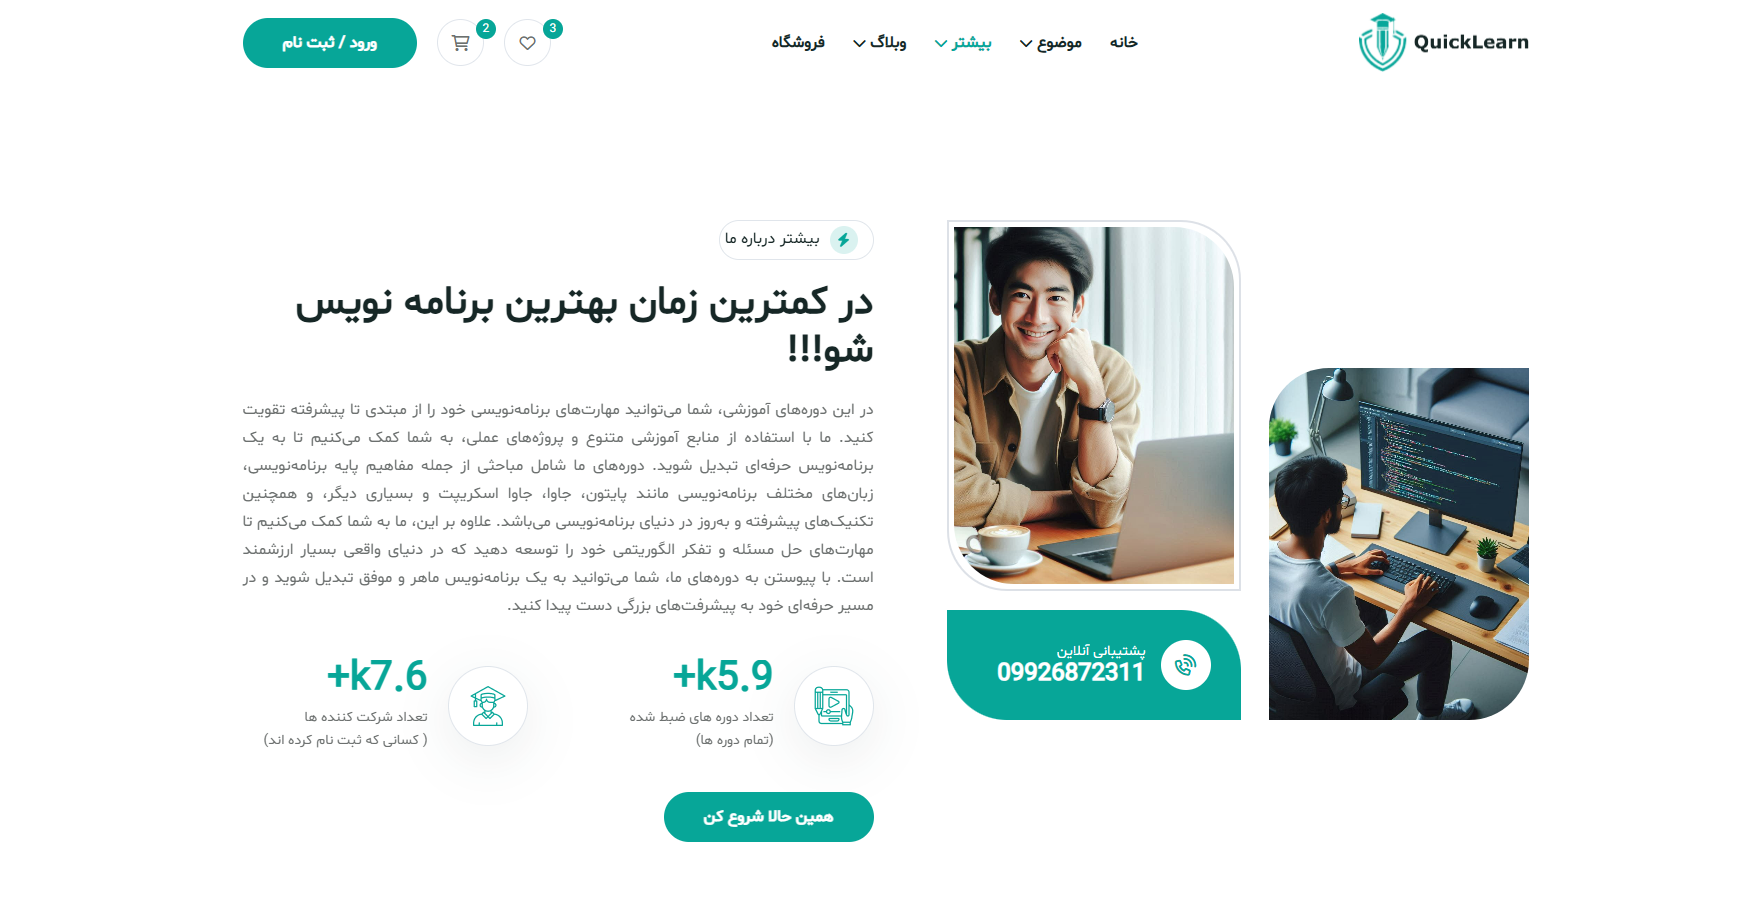 QuickLearn
خانه
موضوع
بیشتر
وبلاگ
فروشگاه
3
2
ورود / ثبت نام
بیشتر درباره ما
در کمترین زمان بهترین برنامه نویس
شو!!!
در این دوره‌های آموزشی، شما می‌توانید مهارت‌های برنامه‌نویسی خود را از مبتدی تا پیشرفته تقویت
کنید. ما با استفاده از منابع آموزشی متنوع و پروژه‌های عملی، به شما کمک می‌کنیم تا به یک
برنامه‌نویس حرفه‌ای تبدیل شوید. دوره‌های ما شامل مباحثی از جمله مفاهیم پایه برنامه‌نویسی،
زبان‌های مختلف برنامه‌نویسی مانند پایتون، جاوا، جاوا اسکریپت و بسیاری دیگر، و همچنین
تکنیک‌های پیشرفته و به‌روز در دنیای برنامه‌نویسی می‌باشد. علاوه بر این، ما به شما کمک می‌کنیم تا
مهارت‌های حل مسئله و تفکر الگوریتمی خود را توسعه دهید که در دنیای واقعی بسیار ارزشمند
است. با پیوستن به دوره‌های ما، شما می‌توانید به یک برنامه‌نویس ماهر و موفق تبدیل شوید و در
مسیر حرفه‌ای خود به پیشرفت‌های بزرگی دست پیدا کنید.
+k5.9
تعداد دوره های ضبط شده
(تمام دوره ها)
+k7.6
تعداد شرکت کننده ها
( کسانی که ثبت نام کرده اند)
همین حالا شروع کن
پشتیبانی آنلاین
09926872311